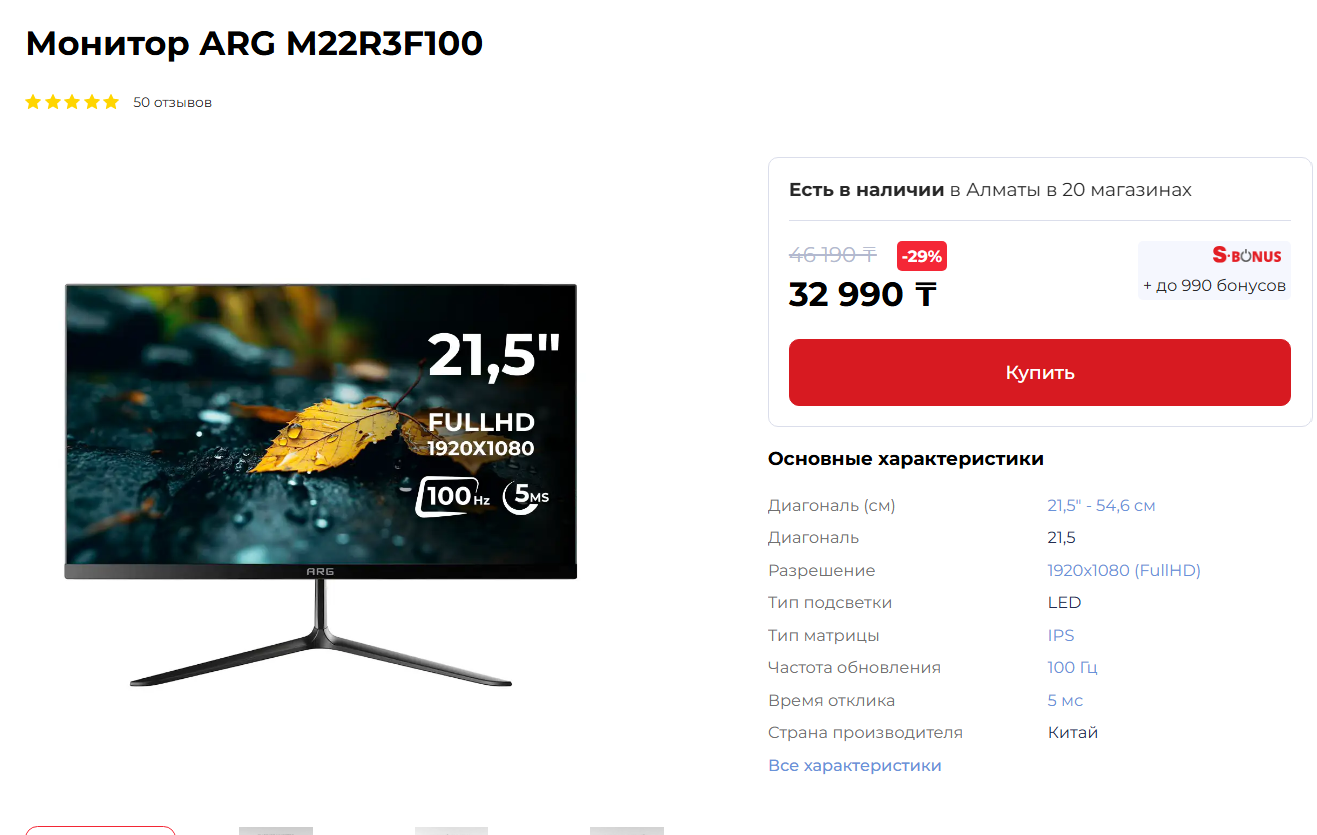 Монитор ARG M22R3F100
50 отзывов
Есть в наличии в Алматы в 20 магазинах
46 190 ₸ -29%
32 990 ₸
S·BONUS
+ до 990 бонусов
Купить
21,5"
FULLHD
1920X1080
100Hz 5MS
ARG
Основные характеристики
Диагональ (см) 21,5" - 54,6 см
Диагональ 21,5
Разрешение 1920x1080 (FullHD)
Тип подсветки LED
Тип матрицы IPS
Частота обновления 100 Гц
Время отклика 5 мс
Страна производителя Китай
Все характеристики